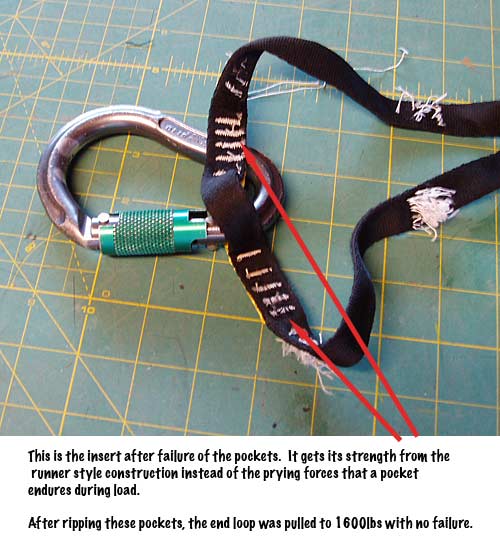 10
This is the insert after failure of the pockets. It gets its strength from the
runner style construction instead of the prying forces that a pocket
endures during load.
After ripping these pockets, the end loop was pulled to 1600lbs with no failure.